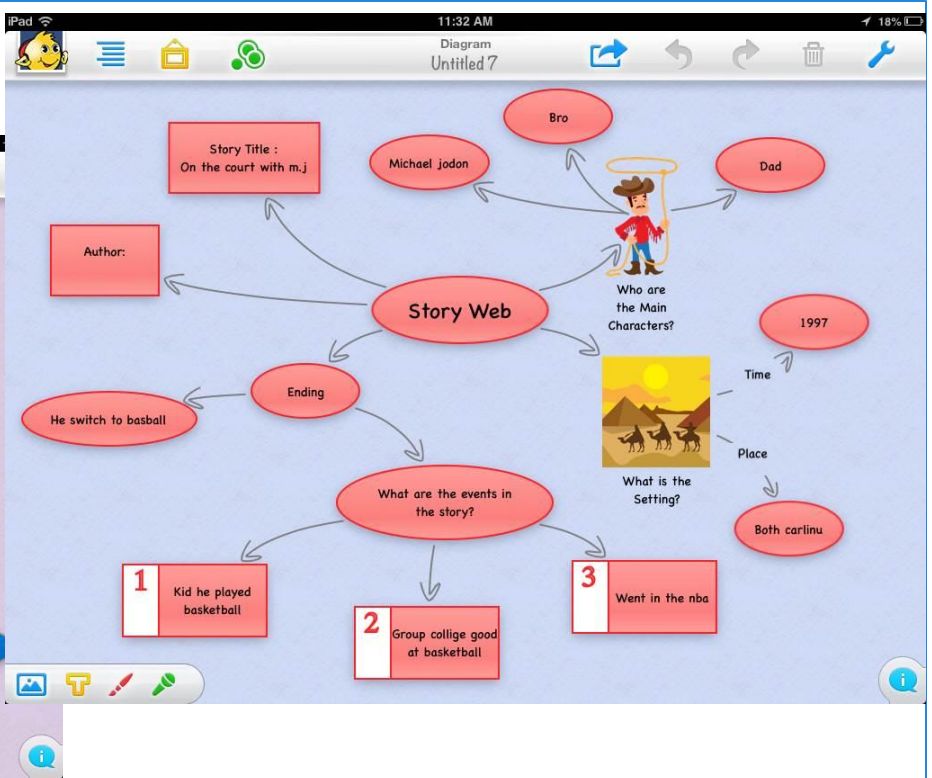 iPad
11:32 AM
18%
Diagram
Untitled 7
Bro
Story Title :
On the court with m.j
Michael jodon
Dad
Author:
Who are
the Main
Characters?
Story Web
1997
Time
Ending
He switch to basball
Place
What is the
Setting?
What are the events in
the story?
Both carlinu
1
Kid he played
basketball
2
Group collige good
at basketball
3
Went in the nba